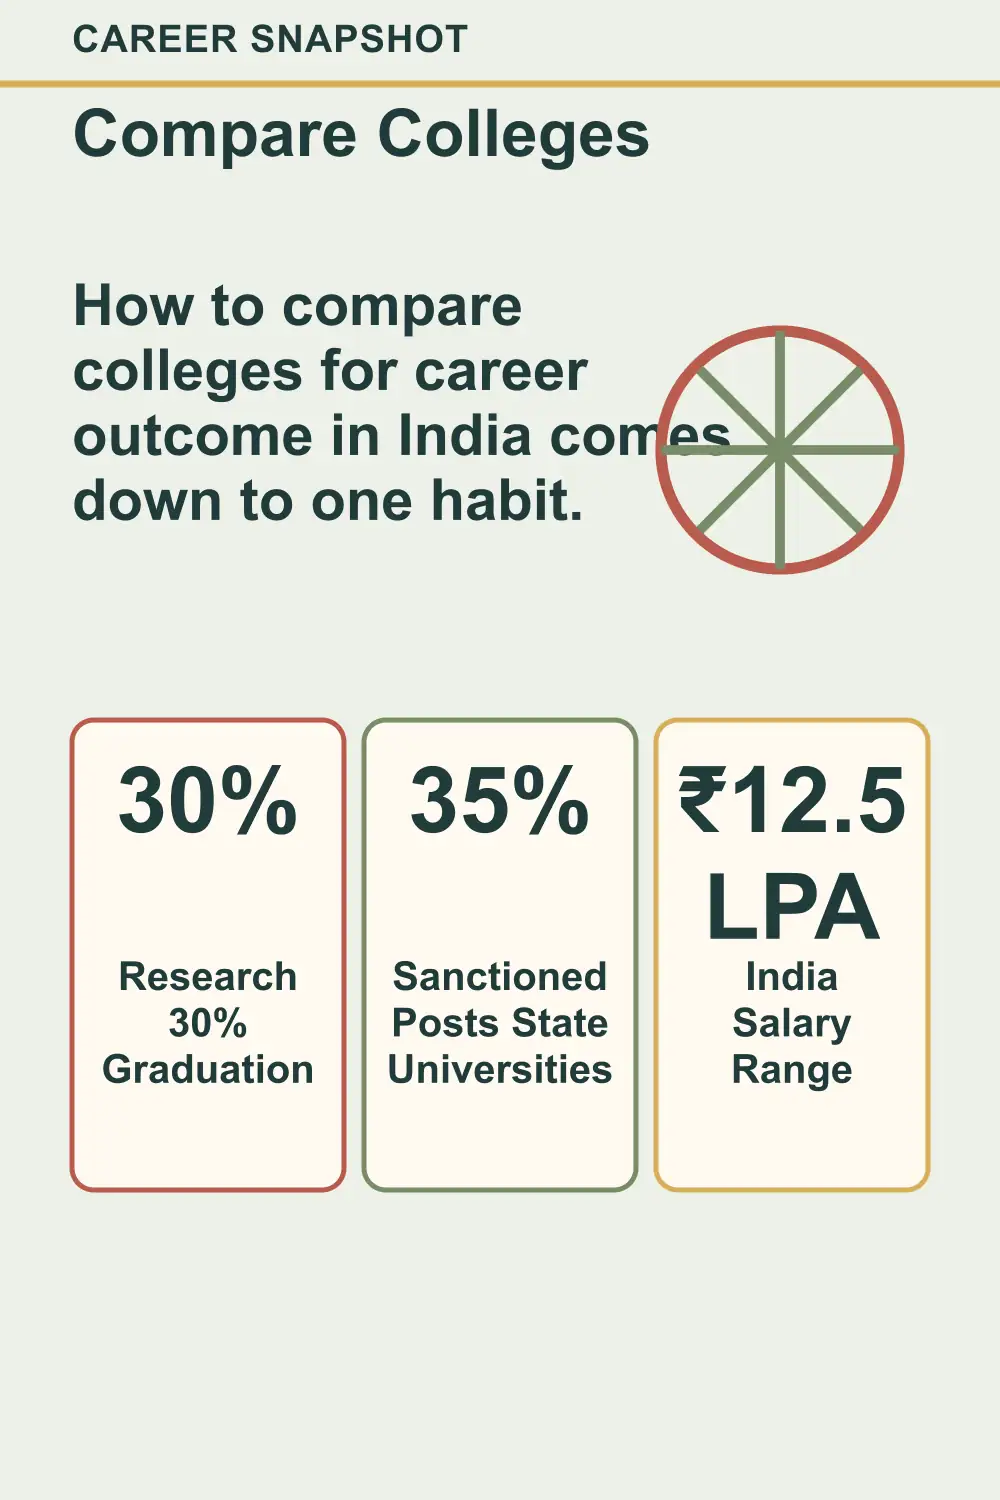 CAREER SNAPSHOT
Compare Colleges
How to compare
colleges for career
outcome in India comes
down to one habit.
30%
Research
30%
Graduation
35%
Sanctioned
Posts State
Universities
₹12.5
LPA
India
Salary
Range